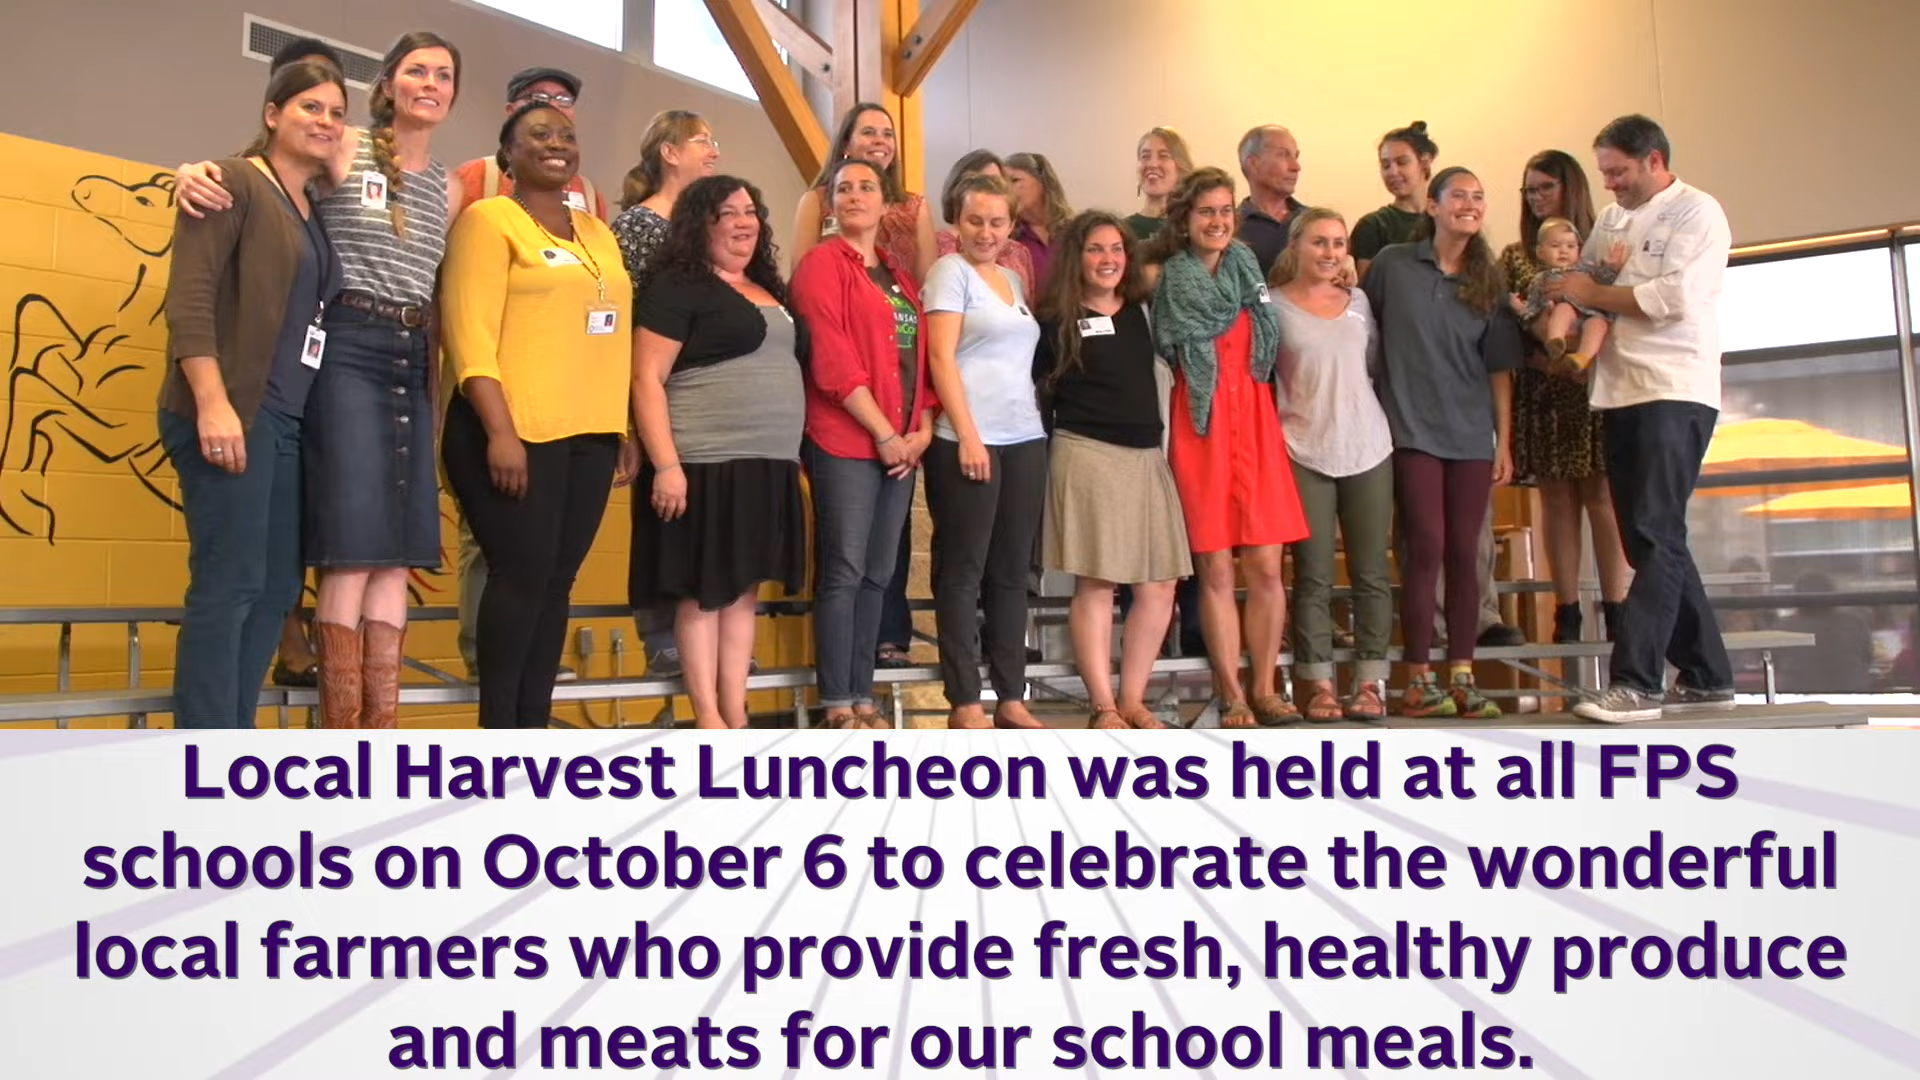 ANSAS
Local Harvest Luncheon was held at all FPS
schools on October 6 to celebrate the wonderful
local farmers who provide fresh, healthy produce
and meats for our school meals.